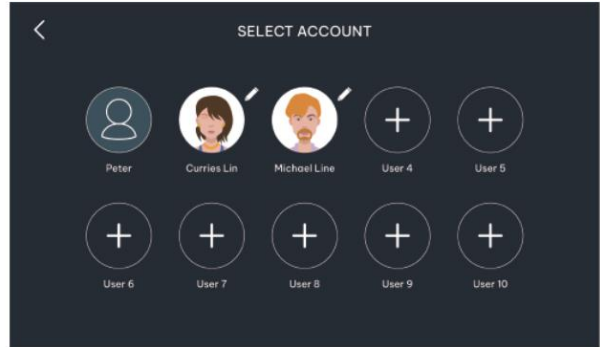 SELECT ACCOUNT
Peter
Curries Lin
Michael Line
User 4
User 5
User 6
User 7
User 8
User 9
User 10